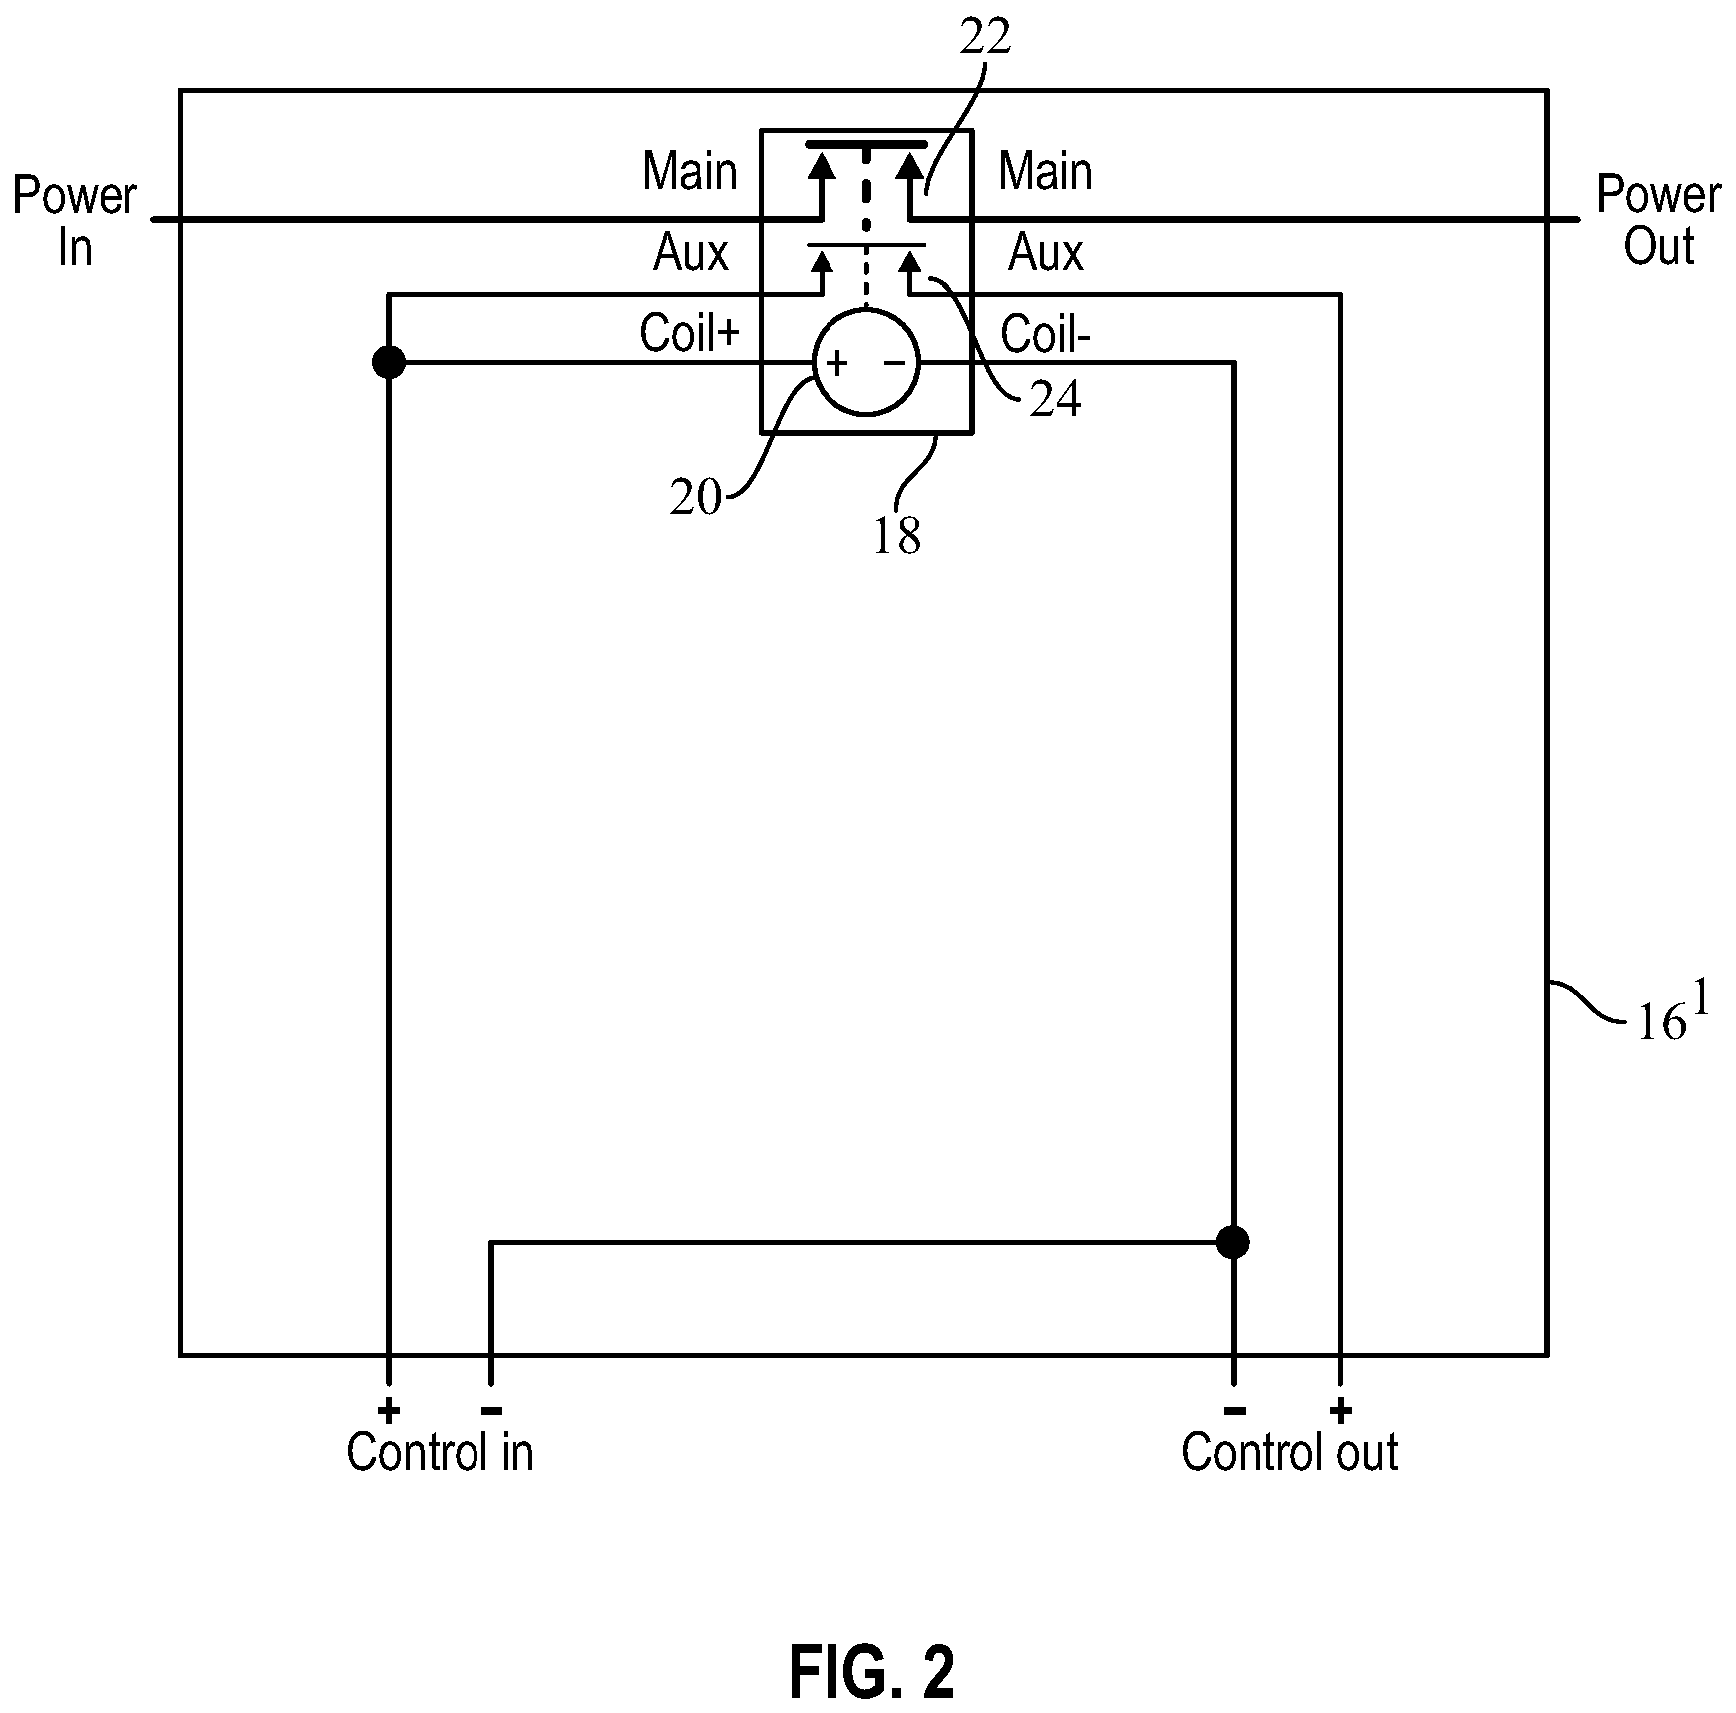 22
Main
Main
Power
In
Power
Out
Aux
Aux
Coil+
Coil-
+ −
24
20
18
16 1
+ −
Control in
− +
Control out
FIG. 2